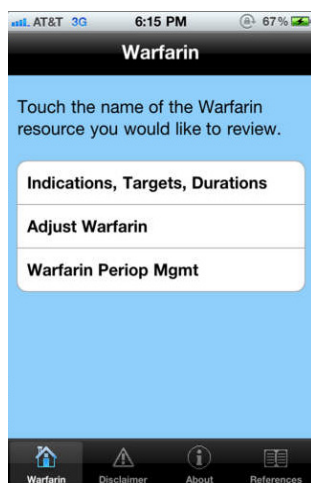 AT&T 3G 6:15 PM 67%
Warfarin
Touch the name of the Warfarin
resource you would like to review.
Indications, Targets, Durations
Adjust Warfarin
Warfarin Periop Mgmt
Warfarin Disclaimer About References